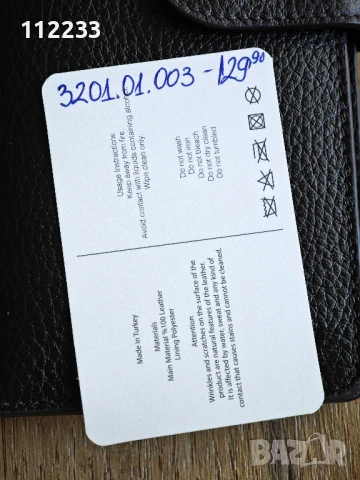 112233
3201.01.003 - 129,90
Usage Instructions
Keep away from fire.
Avoid contact with liquids containing alcohol
Wipe clean only.
Do not wash
Do not iron
Do not bleach
Do not dry clean
Do not tumbled
Made in Turkey
Materials
Main Material %100 Leather
Lining Polyester
Attention
Wrinkles and scratches on the surface of the
product are natural features of the leather.
It is affected by water, sweat and any kind of
contact that causes stains and cannot be cleaned.
BAZAR